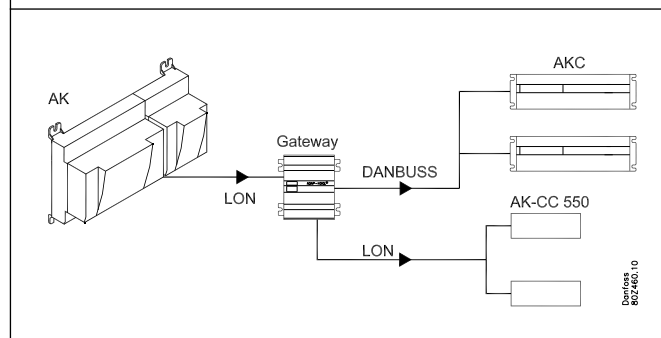 AKC
AK
Gateway
DANBUSS
LON
AK-CC 550
LON
Danfoss
80Z460.10